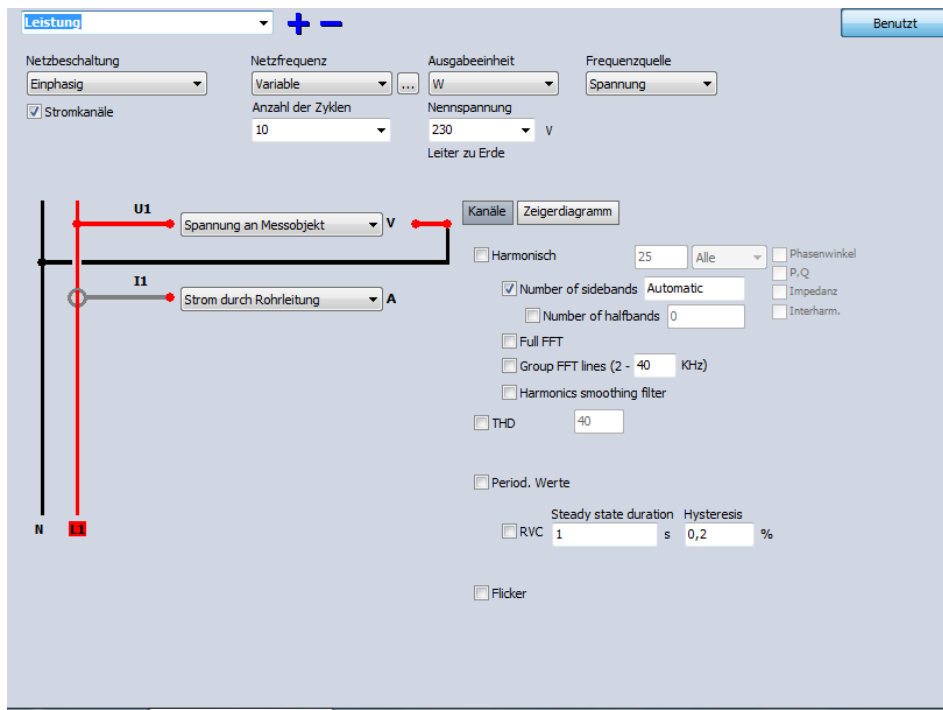 Leistung
Benutzt
Netzbeschaltung Netzfrequenz Ausgabeeinheit Frequenzquelle
Einphasig Variable ... W Spannung
Stromkanäle Anzahl der Zyklen Nennspannung
10 230 V
Leiter zu Erde
U1 Spannung an Messobjekt V
I1 Strom durch Rohrleitung A
N L1
Kanäle Zeigerdiagramm
Harmonisch 25 Alle Phasenwinkel
P,Q
Number of sidebands Automatic Impedanz
Number of halfbands 0 Interharm.
Full FFT
Group FFT lines (2 - 40 KHz)
Harmonics smoothing filter
THD 40
Period. Werte
Steady state duration Hysteresis
RVC 1 s 0,2 %
Flicker